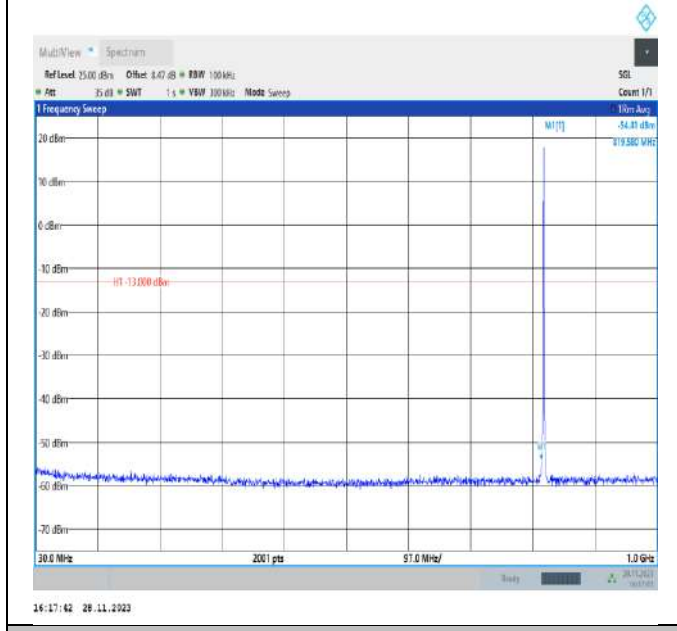 MultiView Spectrum
Ref Level 25.00 dBm Offset 8.47 dB RBW 100 kHz SGL
Att 35 dB SWT 1 s VBW 300 kHz Mode Sweep Count 1/1
1 Frequency Sweep 1Rm Avg
M1[1] -54.81 dBm
819.580 MHz
20 dBm
10 dBm
0 dBm
-10 dBm
H1 -13.000 dBm
-20 dBm
-30 dBm
-40 dBm
-50 dBm
-60 dBm
-70 dBm
30.0 MHz 2001 pts 97.0 MHz/ 1.0 GHz
Ready 28.11.2023
16:17:42 28.11.2023